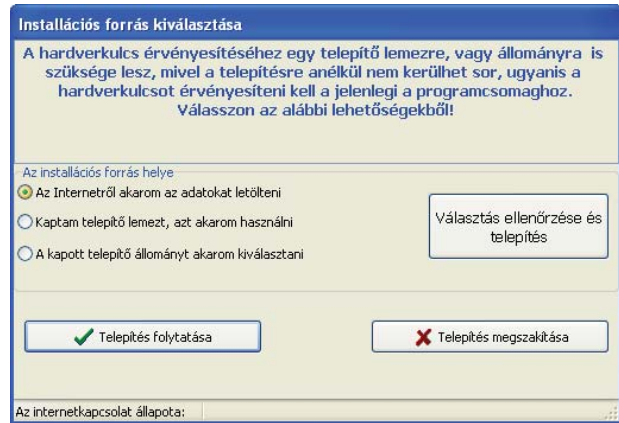 Installációs forrás kiválasztása
A hardverkulcs érvényesítéséhez egy telepítő lemezre, vagy állományra is
szüksége lesz, mivel a telepítésre anélkül nem kerülhet sor, ugyanis a
hardverkulcsot érvényesíteni kell a jelenlegi a programcsomaghoz.
Válasszon az alábbi lehetőségekből!
Az installációs forrás helye
Az Internetről akarom az adatokat letölteni
Kaptam telepítő lemezt, azt akarom használni
A kapott telepítő állományt akarom kiválasztani
Választás ellenőrzése és
telepítés
Telepítés folytatása
Telepítés megszakítása
Az internetkapcsolat állapota: